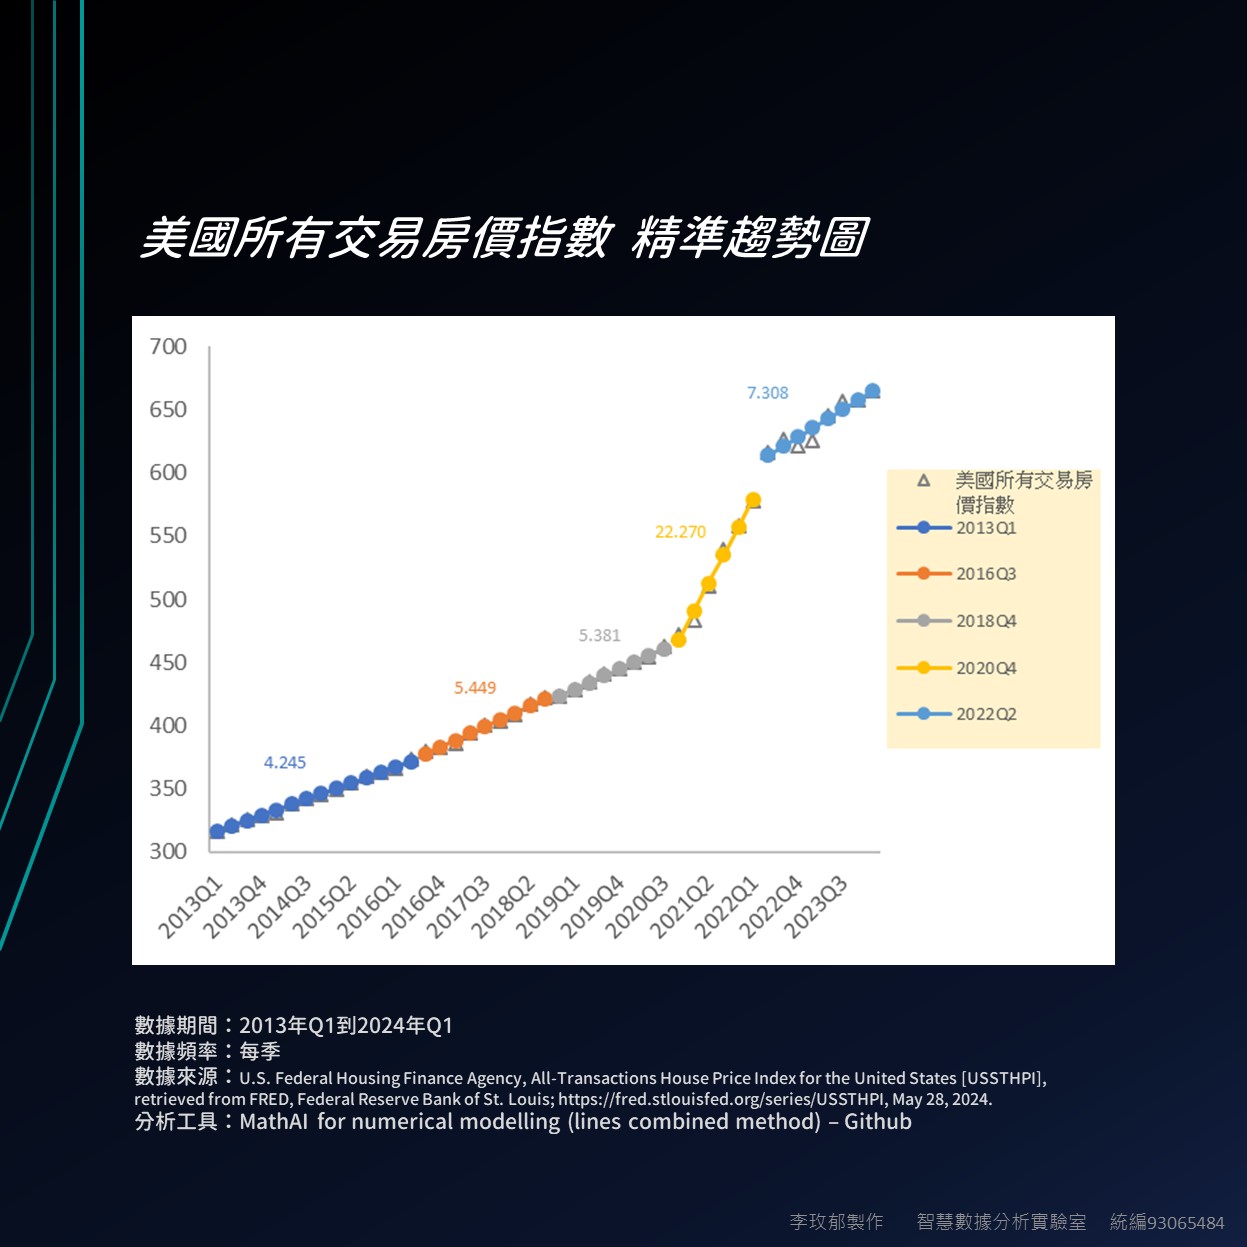 美國所有交易房價指數 精準趨勢圖
700
650
600
550
500
450
400
350
300
7.308
22.270
5.381
5.449
4.245
美國所有交易房
價指數
2013Q1
2016Q3
2018Q4
2020Q4
2022Q2
2013Q1
2013Q4
2014Q3
2015Q2
2016Q1
2016Q4
2017Q3
2018Q2
2019Q1
2019Q4
2020Q3
2021Q2
2022Q1
2022Q4
2023Q3
數據期間：2013年Q1到2024年Q1
數據頻率：每季
數據來源：U.S. Federal Housing Finance Agency, All-Transactions House Price Index for the United States [USSTHPI],
retrieved from FRED, Federal Reserve Bank of St. Louis; https://fred.stlouisfed.org/series/USSTHPI, May 28, 2024.
分析工具：MathAI for numerical modelling (lines combined method) – Github
李玫郁製作 智慧數據分析實驗室 統編93065484